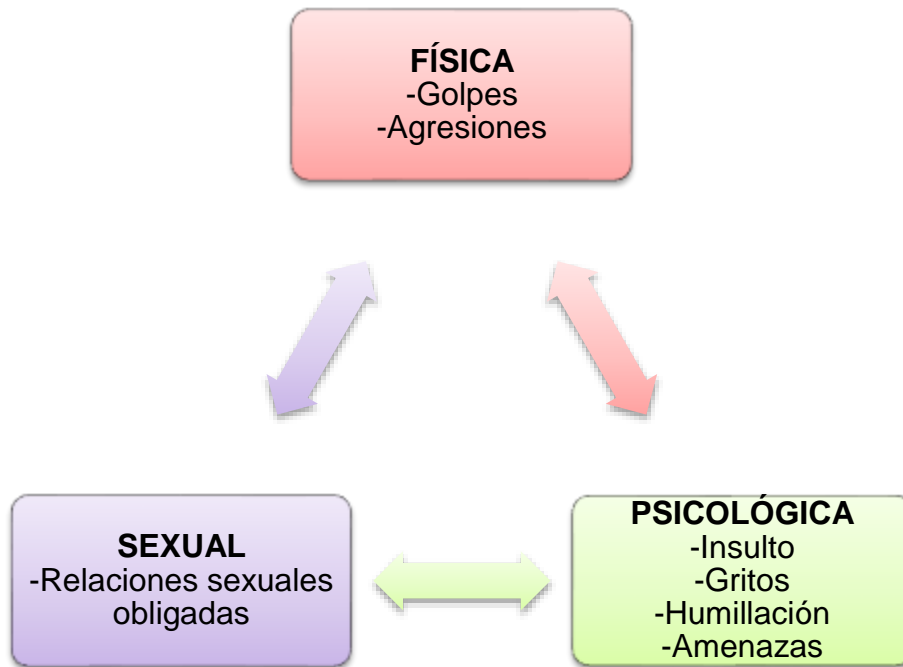 FÍSICA
-Golpes
-Agresiones
SEXUAL
-Relaciones sexuales
obligadas
PSICOLÓGICA
-Insulto
-Gritos
-Humillación
-Amenazas